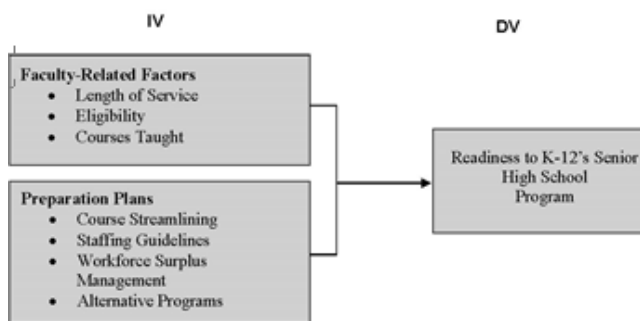 IV
DV
Faculty-Related Factors
• Length of Service
• Eligibility
• Courses Taught
Preparation Plans
• Course Streamlining
• Staffing Guidelines
• Workforce Surplus
Management
• Alternative Programs
Readiness to K-12's Senior
High School
Program